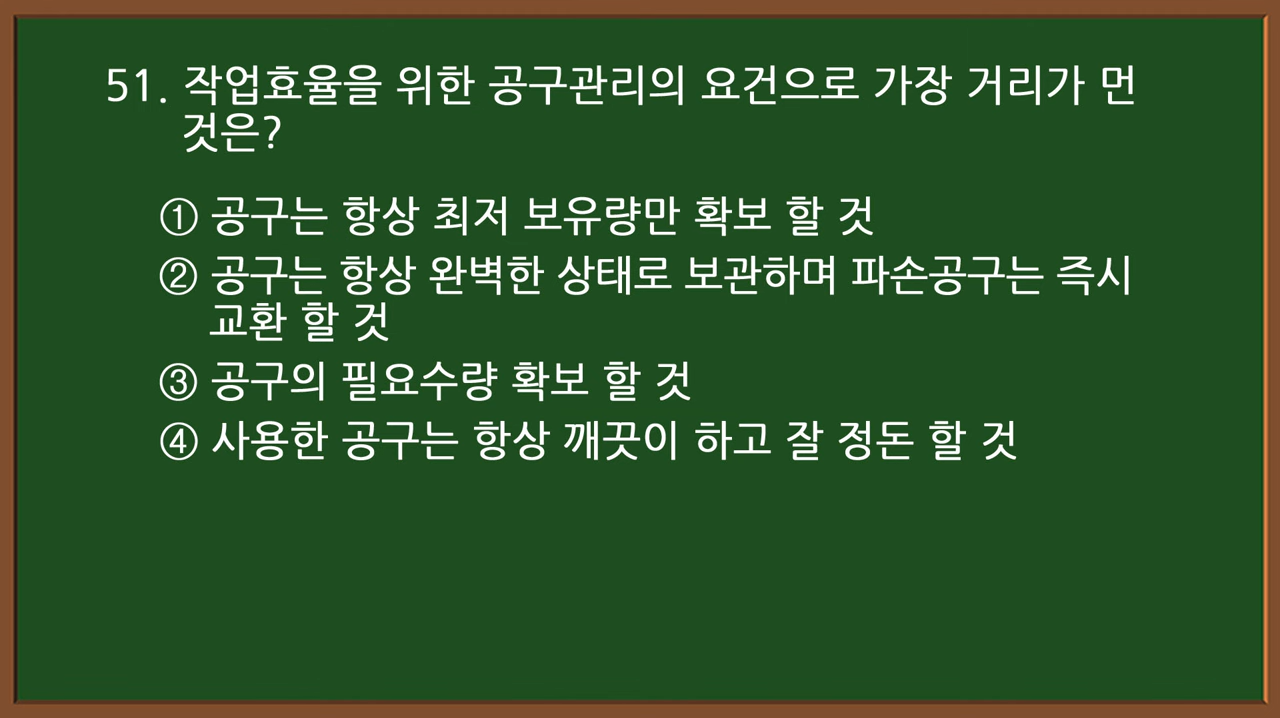 51. 작업효율을 위한 공구관리의 요건으로 가장 거리가 먼
것은?
① 공구는 항상 최저 보유량만 확보 할 것
② 공구는 항상 완벽한 상태로 보관하며 파손공구는 즉시
교환 할 것
③ 공구의 필요수량 확보 할 것
④ 사용한 공구는 항상 깨끗이 하고 잘 정돈 할 것